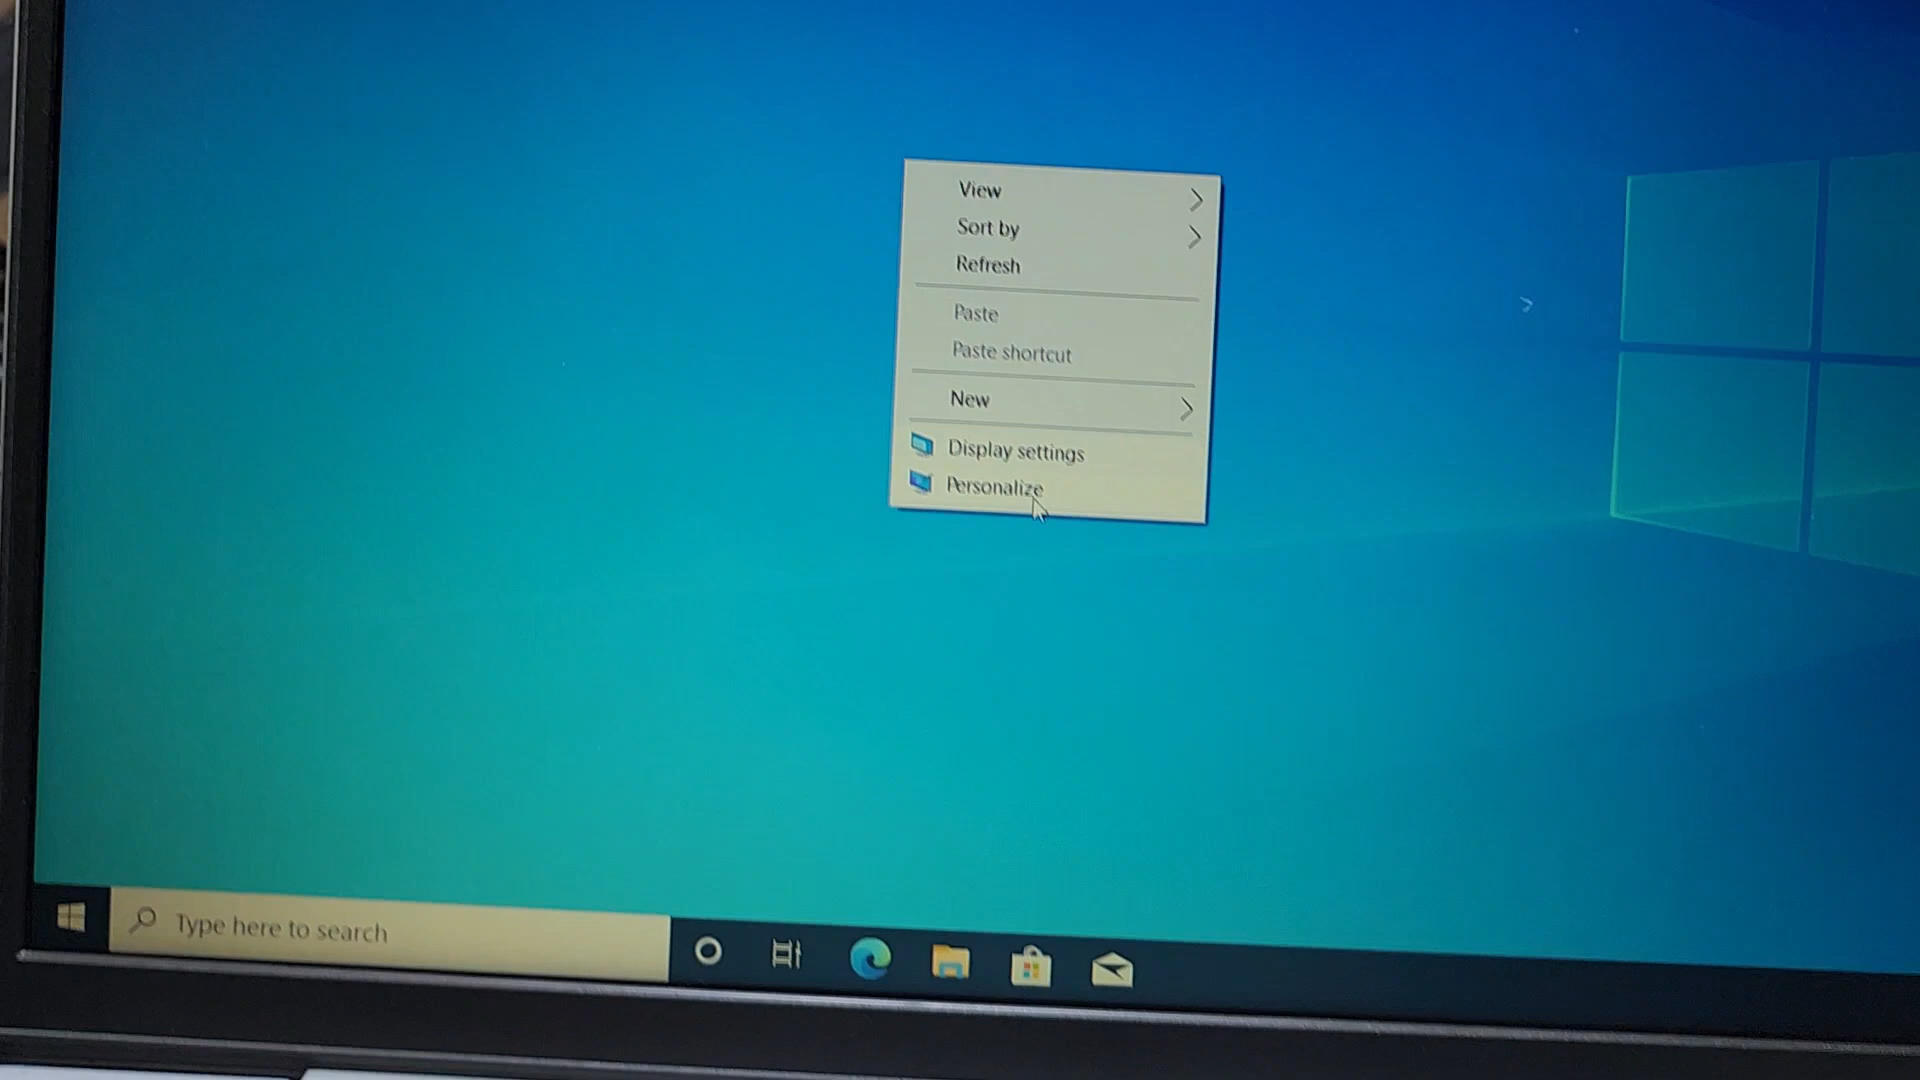 View
Sort by
Refresh
Paste
Paste shortcut
New
Display settings
Personalize
Type here to search